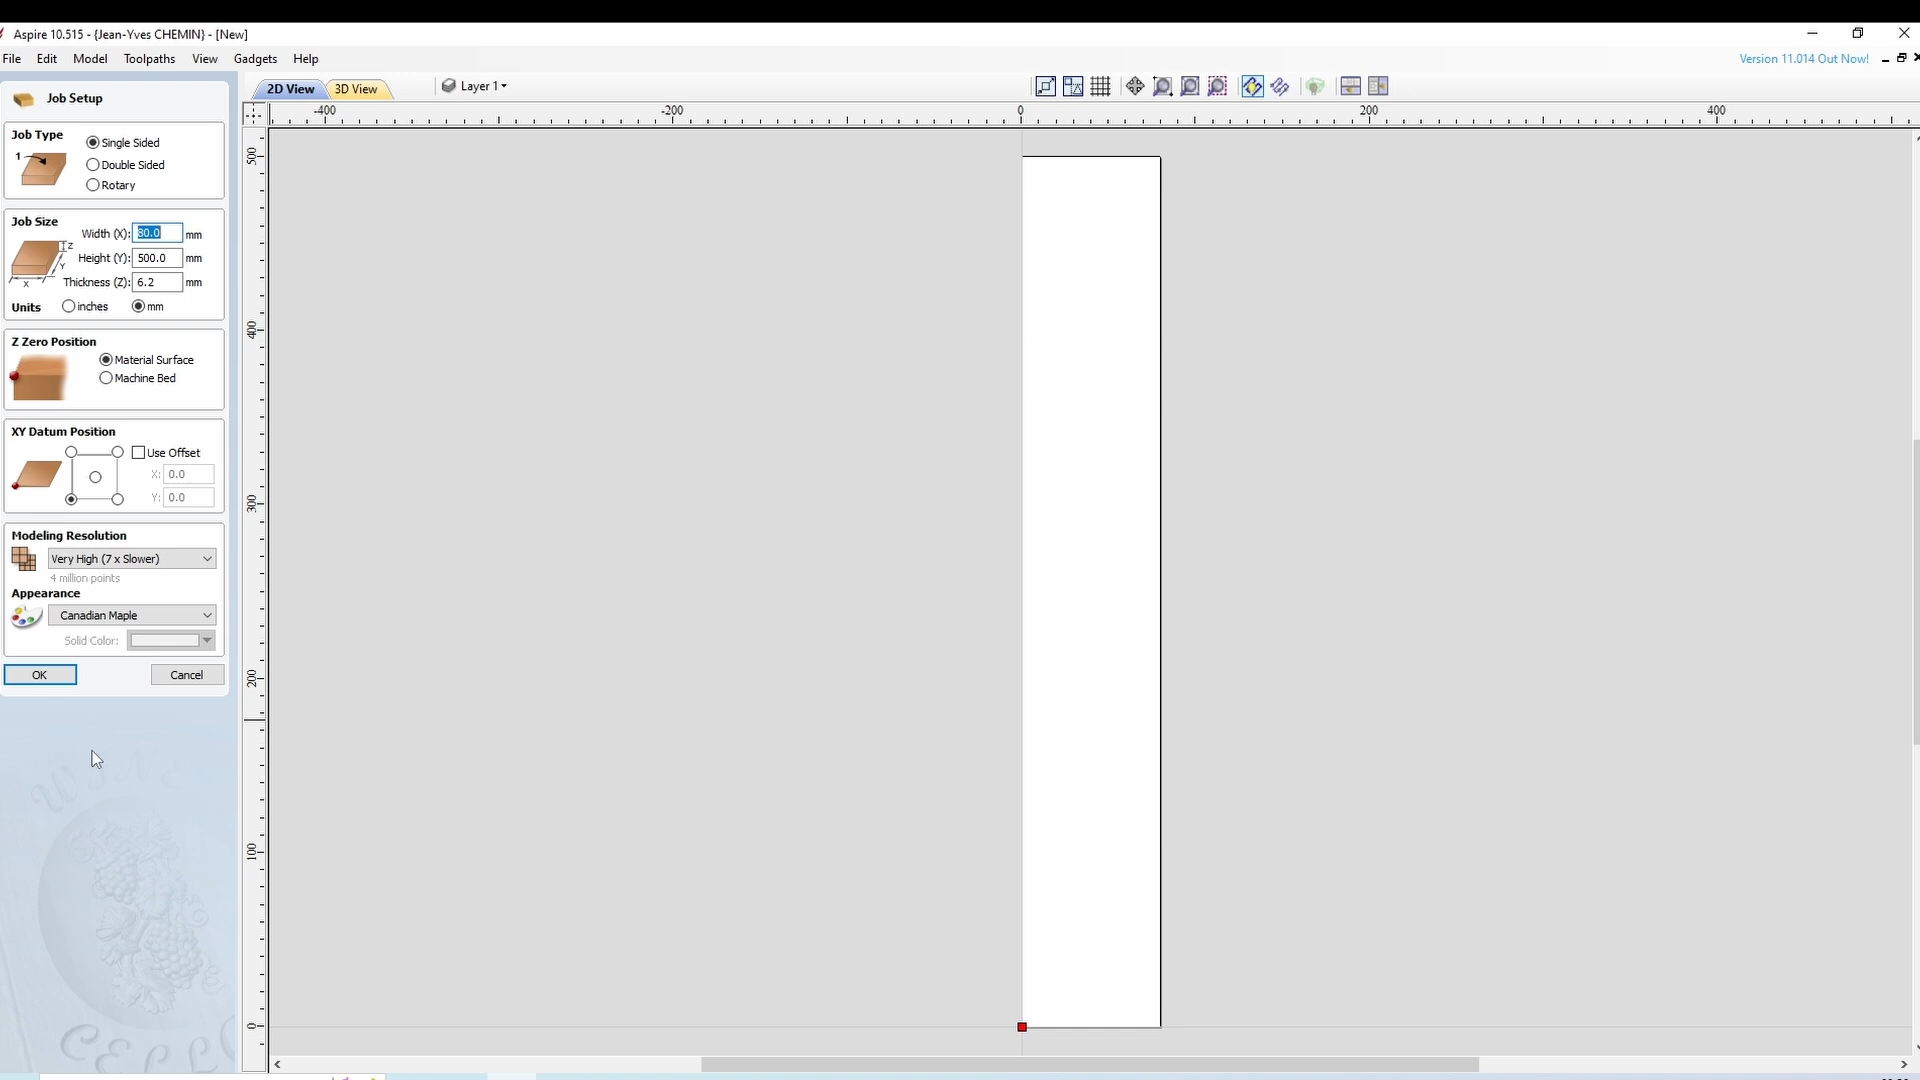 Aspire 10.515 - {Jean-Yves CHEMIN} - [New]
File Edit Model Toolpaths View Gadgets Help
Version 11.014 Out Now!
Job Setup
2D View 3D View Layer 1
-400 -200 0 200 400
Job Type
1
Single Sided
Double Sided
Rotary
Job Size
Width (X): 80.0 mm
Z
Y
X
Height (Y): 500.0 mm
Thickness (Z): 6.2 mm
Units inches mm
Z Zero Position
Material Surface
Machine Bed
XY Datum Position
Use Offset
X: 0.0
Y: 0.0
Modeling Resolution
Very High (7 x Slower)
4 million points
Appearance
Canadian Maple
Solid Color:
OK Cancel
500
400
300
200
100
0
WINE
CELL